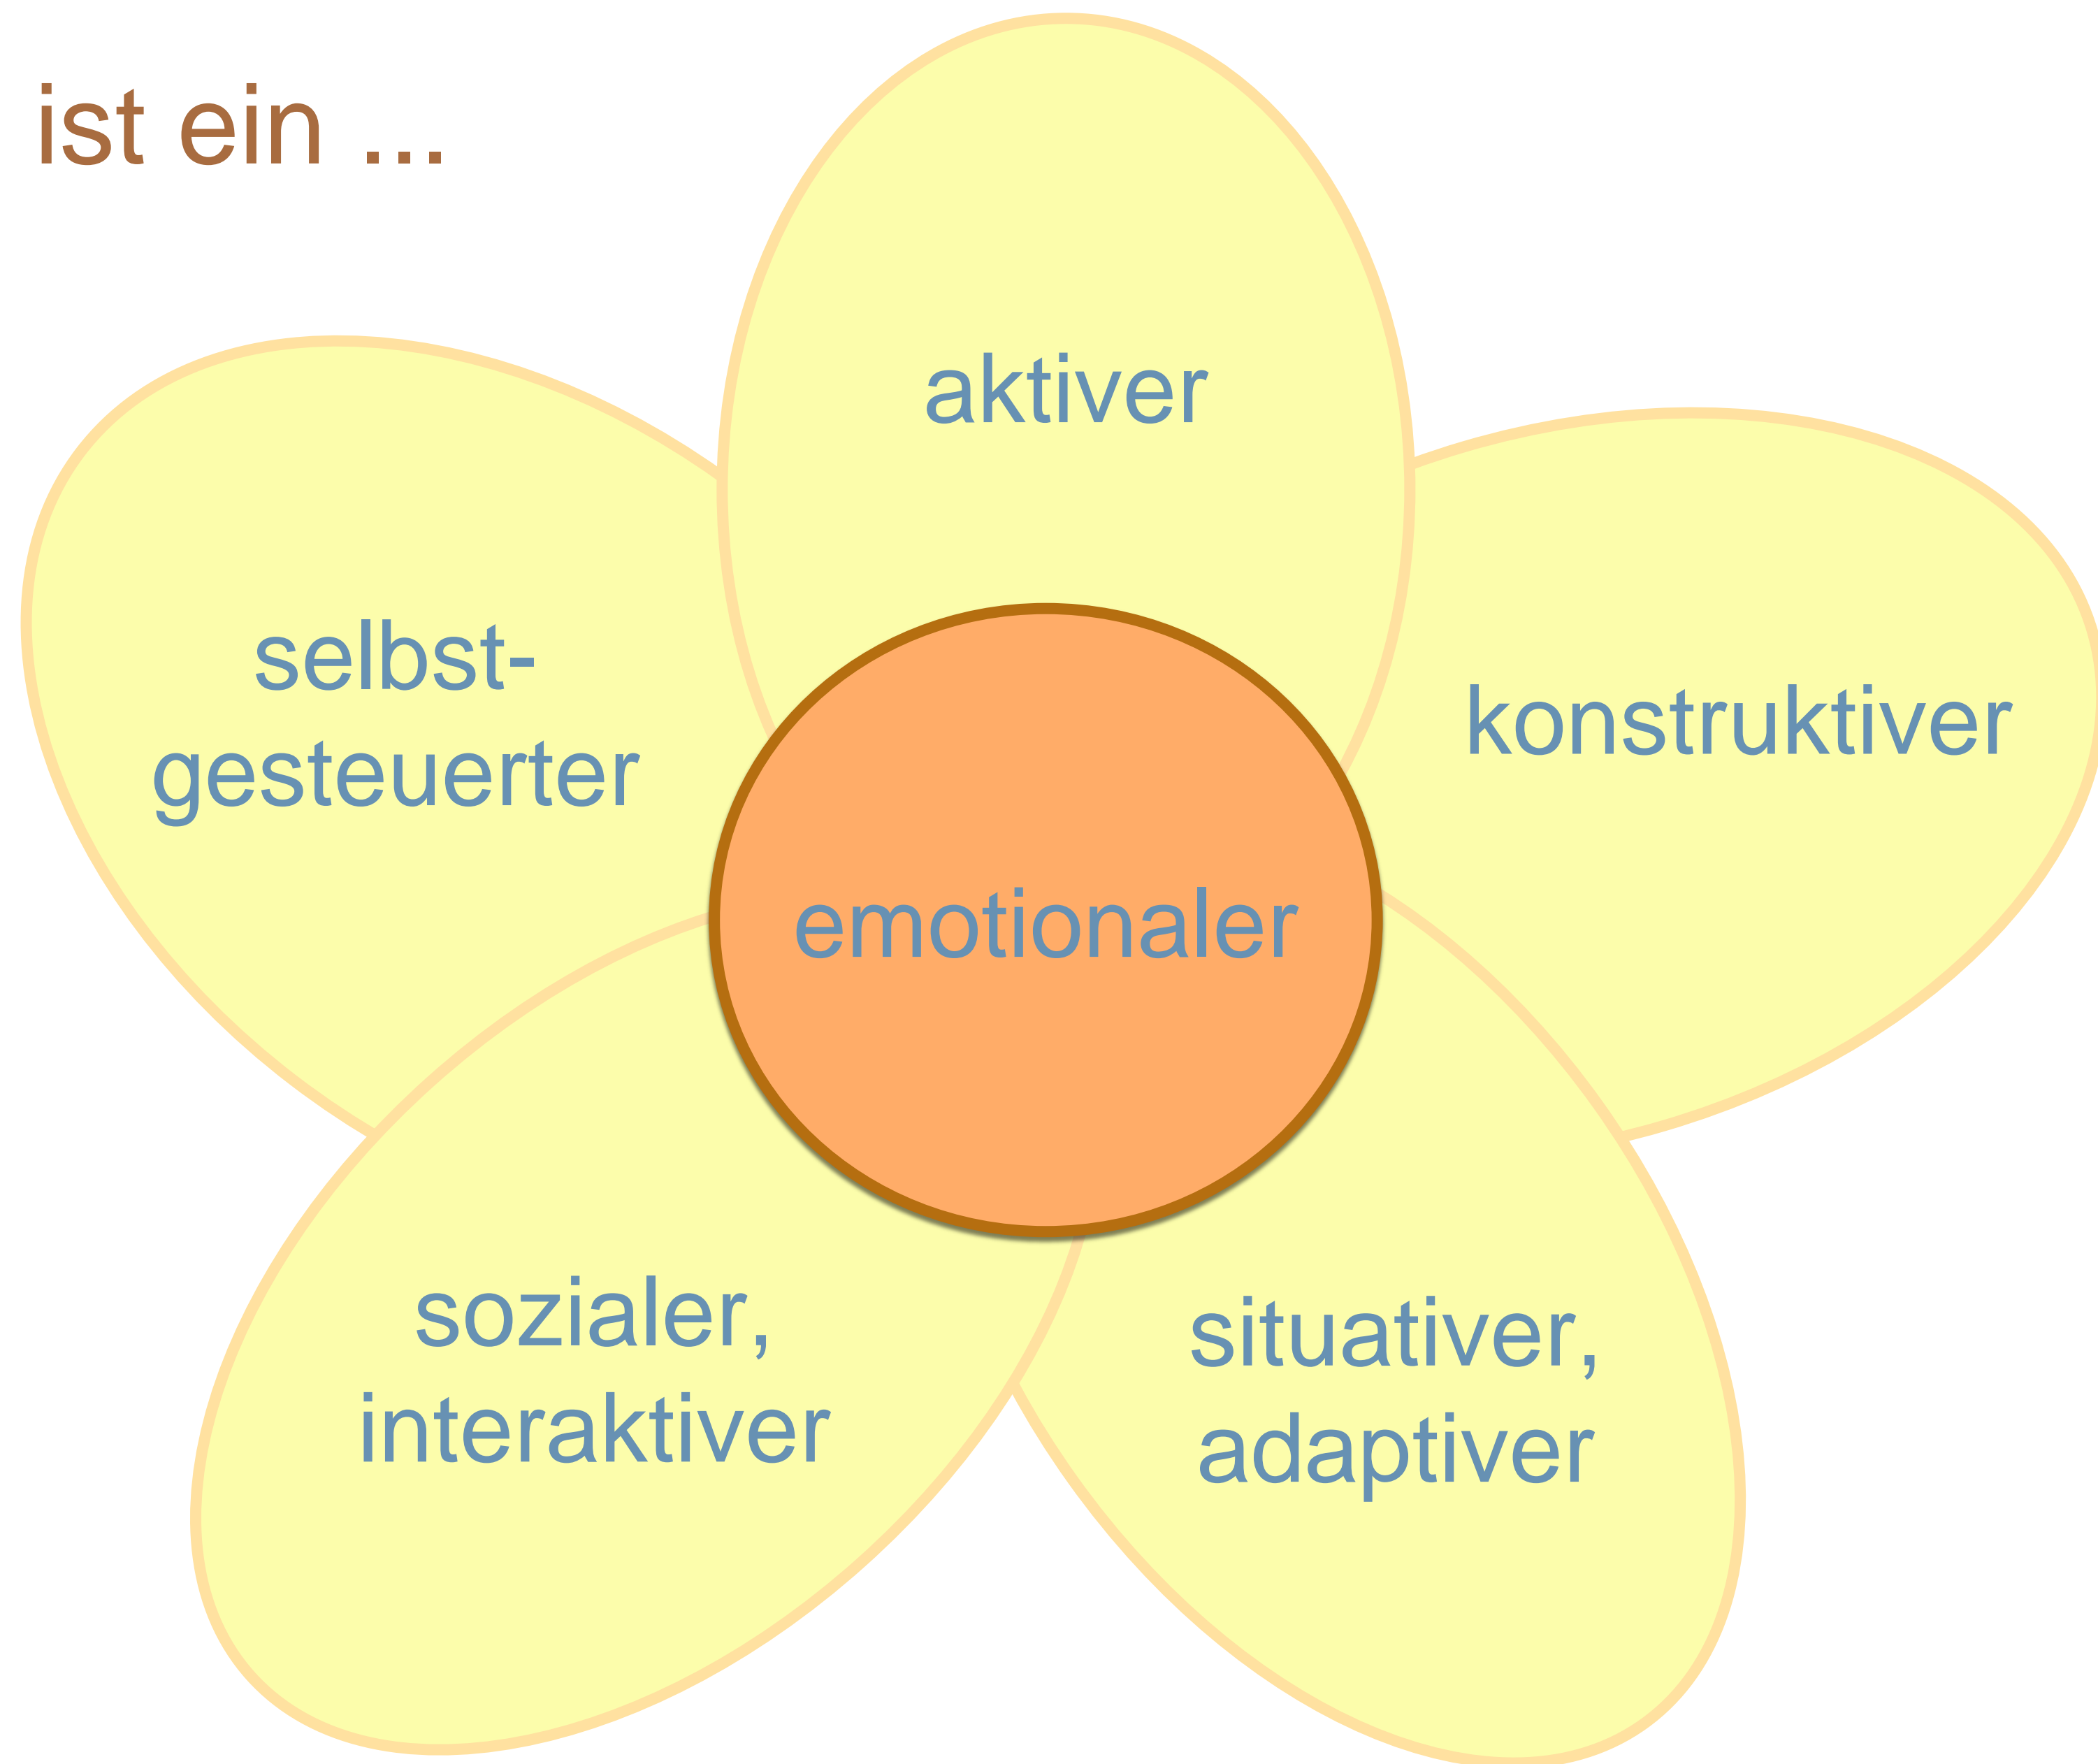 ist ein ...
aktiver
selbst-
gesteuerter
konstruktiver
emotionaler
sozialer,
interaktiver
situativer,
adaptiver